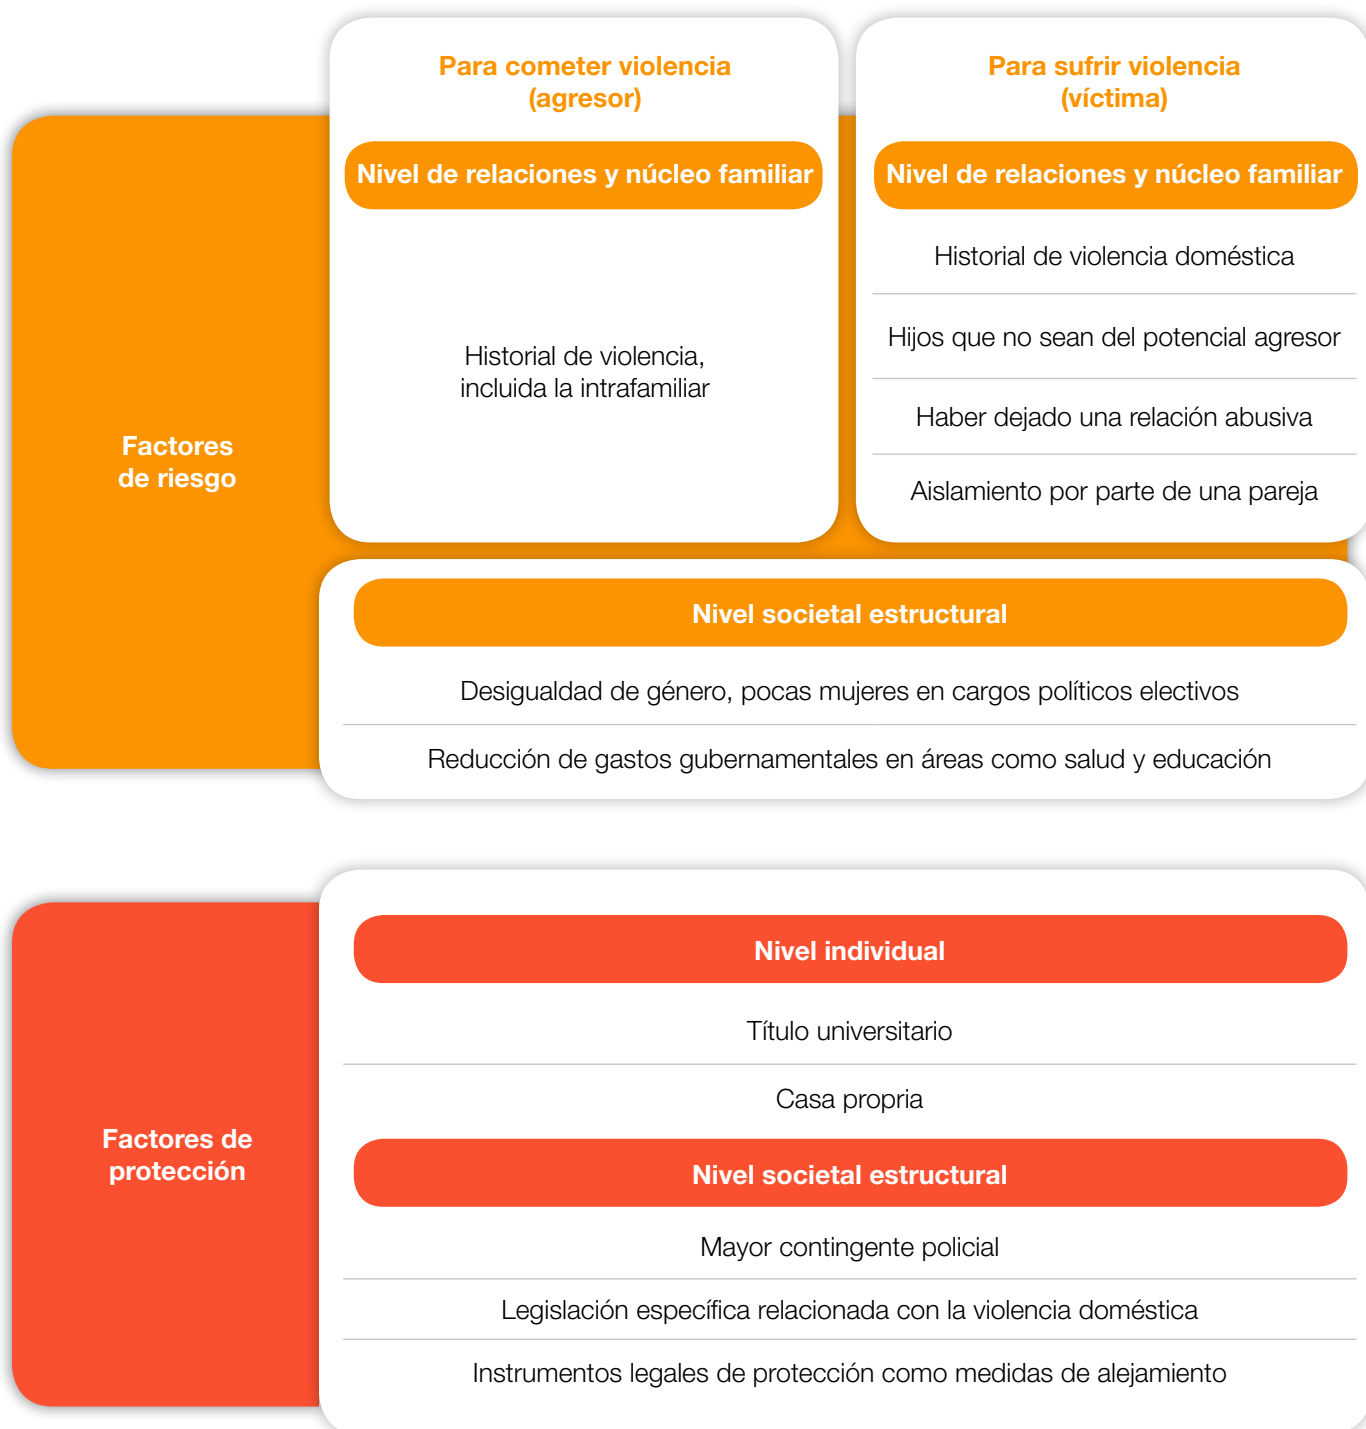 Para cometer violencia
(agresor)
Para sufrir violencia
(víctima)
Nivel de relaciones y núcleo familiar
Nivel de relaciones y núcleo familiar
Historial de violencia,
incluida la intrafamiliar
Historial de violencia doméstica
Hijos que no sean del potencial agresor
Haber dejado una relación abusiva
Aislamiento por parte de una pareja
Factores
de riesgo
Nivel societal estructural
Desigualdad de género, pocas mujeres en cargos políticos electivos
Reducción de gastos gubernamentales en áreas como salud y educación
Factores de
protección
Nivel individual
Título universitario
Casa propria
Nivel societal estructural
Mayor contingente policial
Legislación específica relacionada con la violencia doméstica
Instrumentos legales de protección como medidas de alejamiento